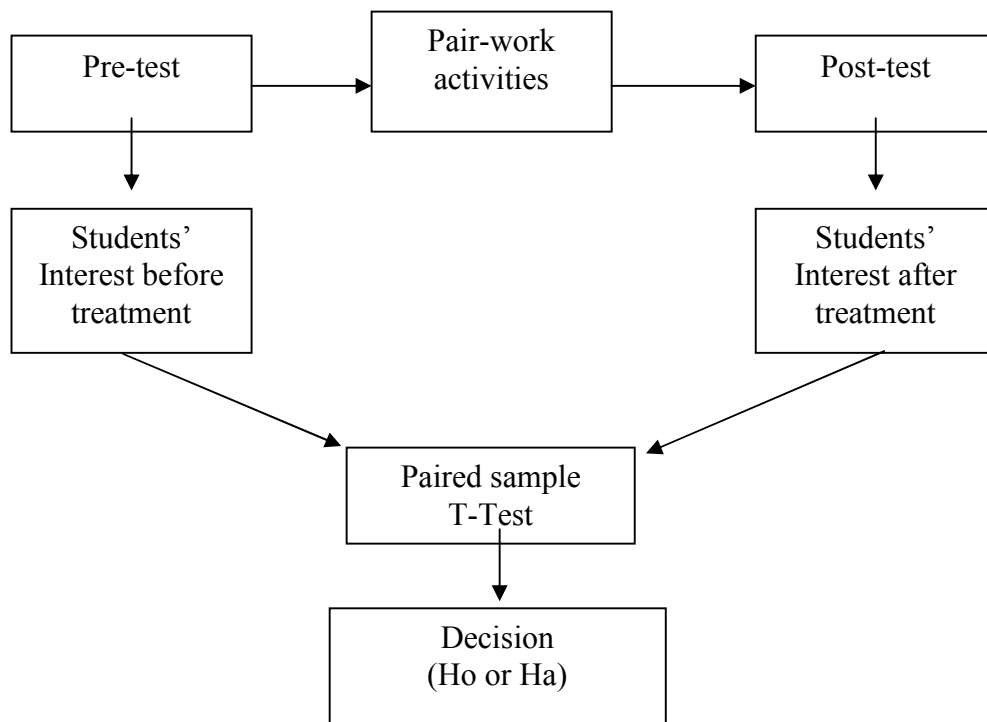 Pre-test
Pair-work
activities
Post-test
Students’
Interest before
treatment
Students’
Interest after
treatment
Paired sample
T-Test
Decision
(Ho or Ha)